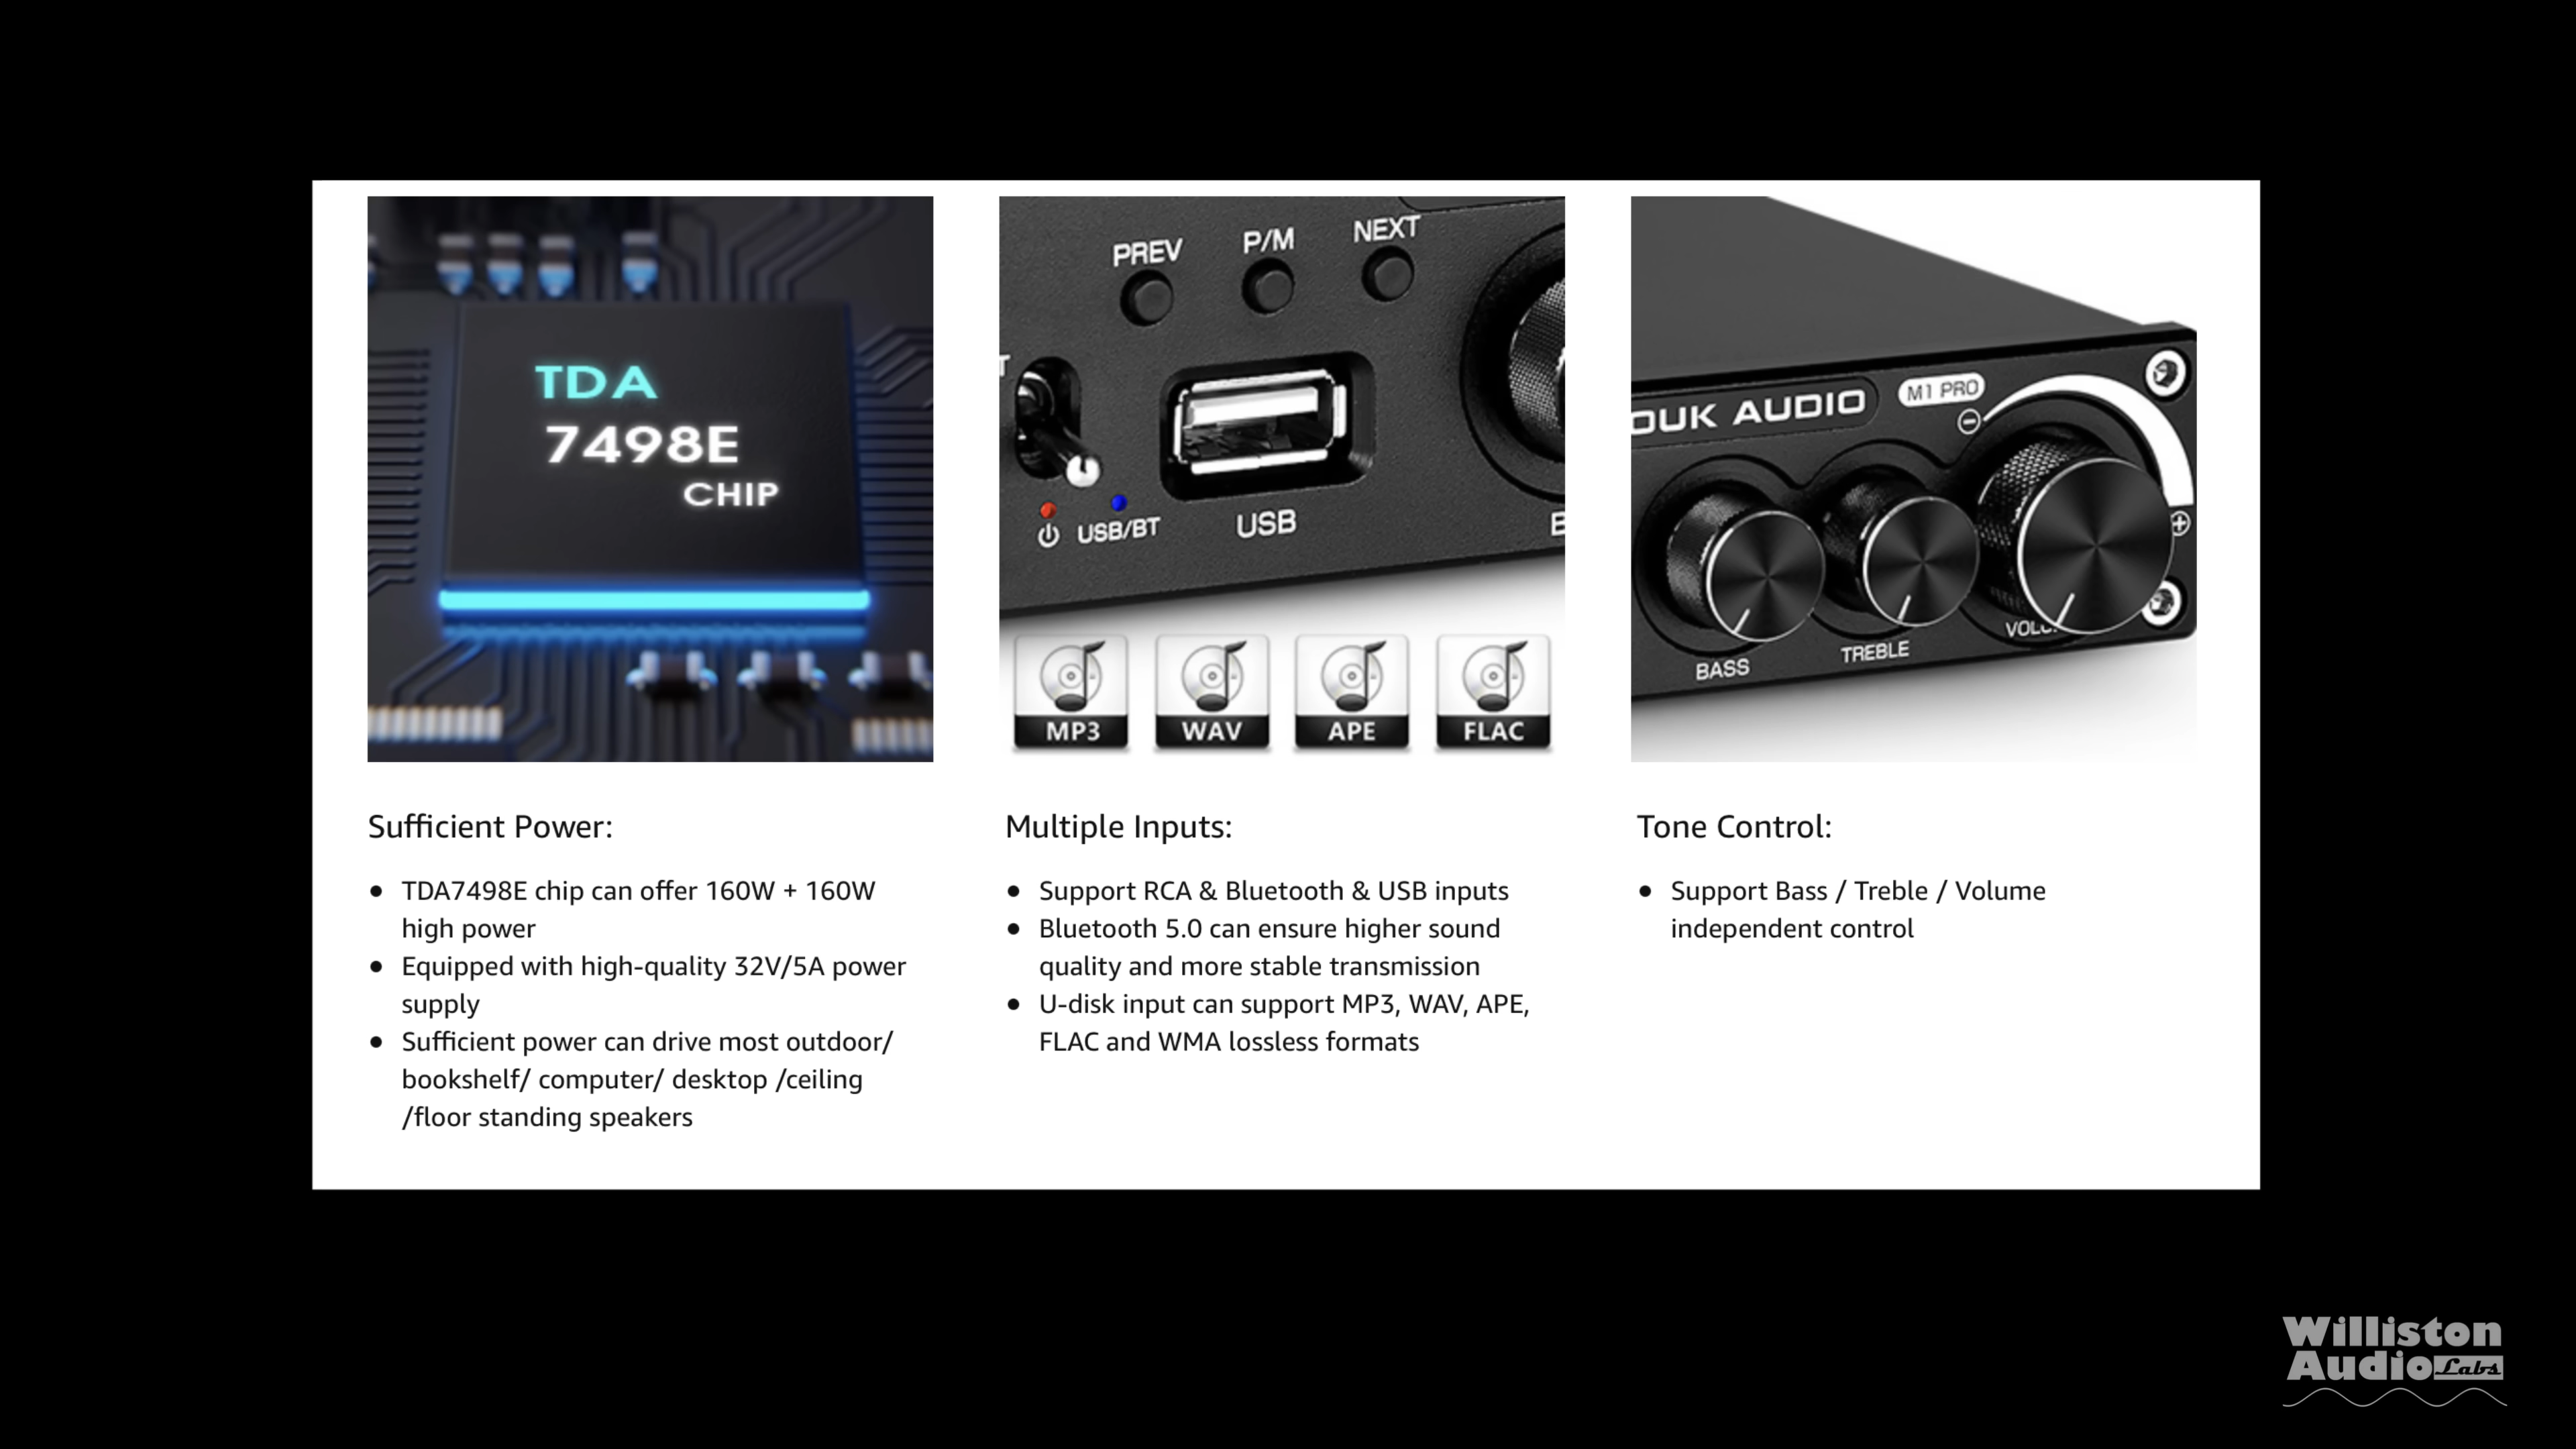 TDA
7498E
CHIP
PREV P/M NEXT
USB/BT USB
MP3 WAV APE FLAC
OUK AUDIO M1 PRO
BASS TREBLE
Sufficient Power:
• TDA7498E chip can offer 160W + 160W
high power
• Equipped with high-quality 32V/5A power
supply
• Sufficient power can drive most outdoor/
bookshelf/ computer/ desktop /ceiling
/floor standing speakers
Multiple Inputs:
• Support RCA & Bluetooth & USB inputs
• Bluetooth 5.0 can ensure higher sound
quality and more stable transmission
• U-disk input can support MP3, WAV, APE,
FLAC and WMA lossless formats
Tone Control:
• Support Bass / Treble / Volume
independent control
Williston
Audio Labs